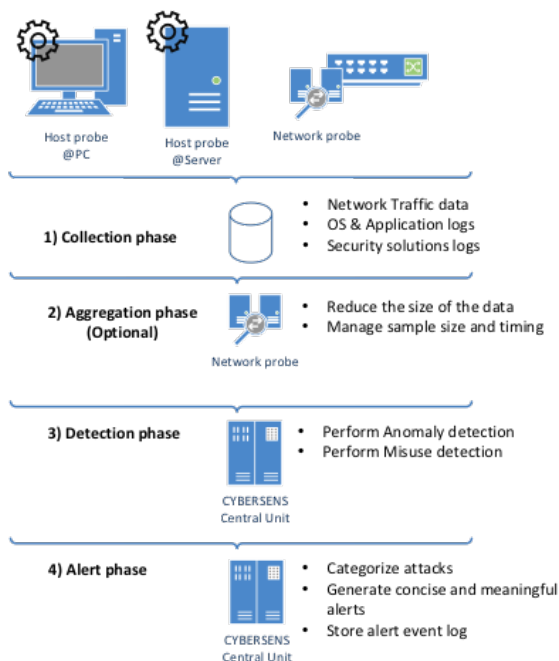 Host probe
@PC
Host probe
@Server
Network probe
1) Collection phase
• Network Traffic data
• OS & Application logs
• Security solutions logs
2) Aggregation phase
(Optional)
Network probe
• Reduce the size of the data
• Manage sample size and timing
3) Detection phase
CYBERSENS
Central Unit
• Perform Anomaly detection
• Perform Misuse detection
4) Alert phase
CYBERSENS
Central Unit
• Categorize attacks
• Generate concise and meaningful
alerts
• Store alert event log